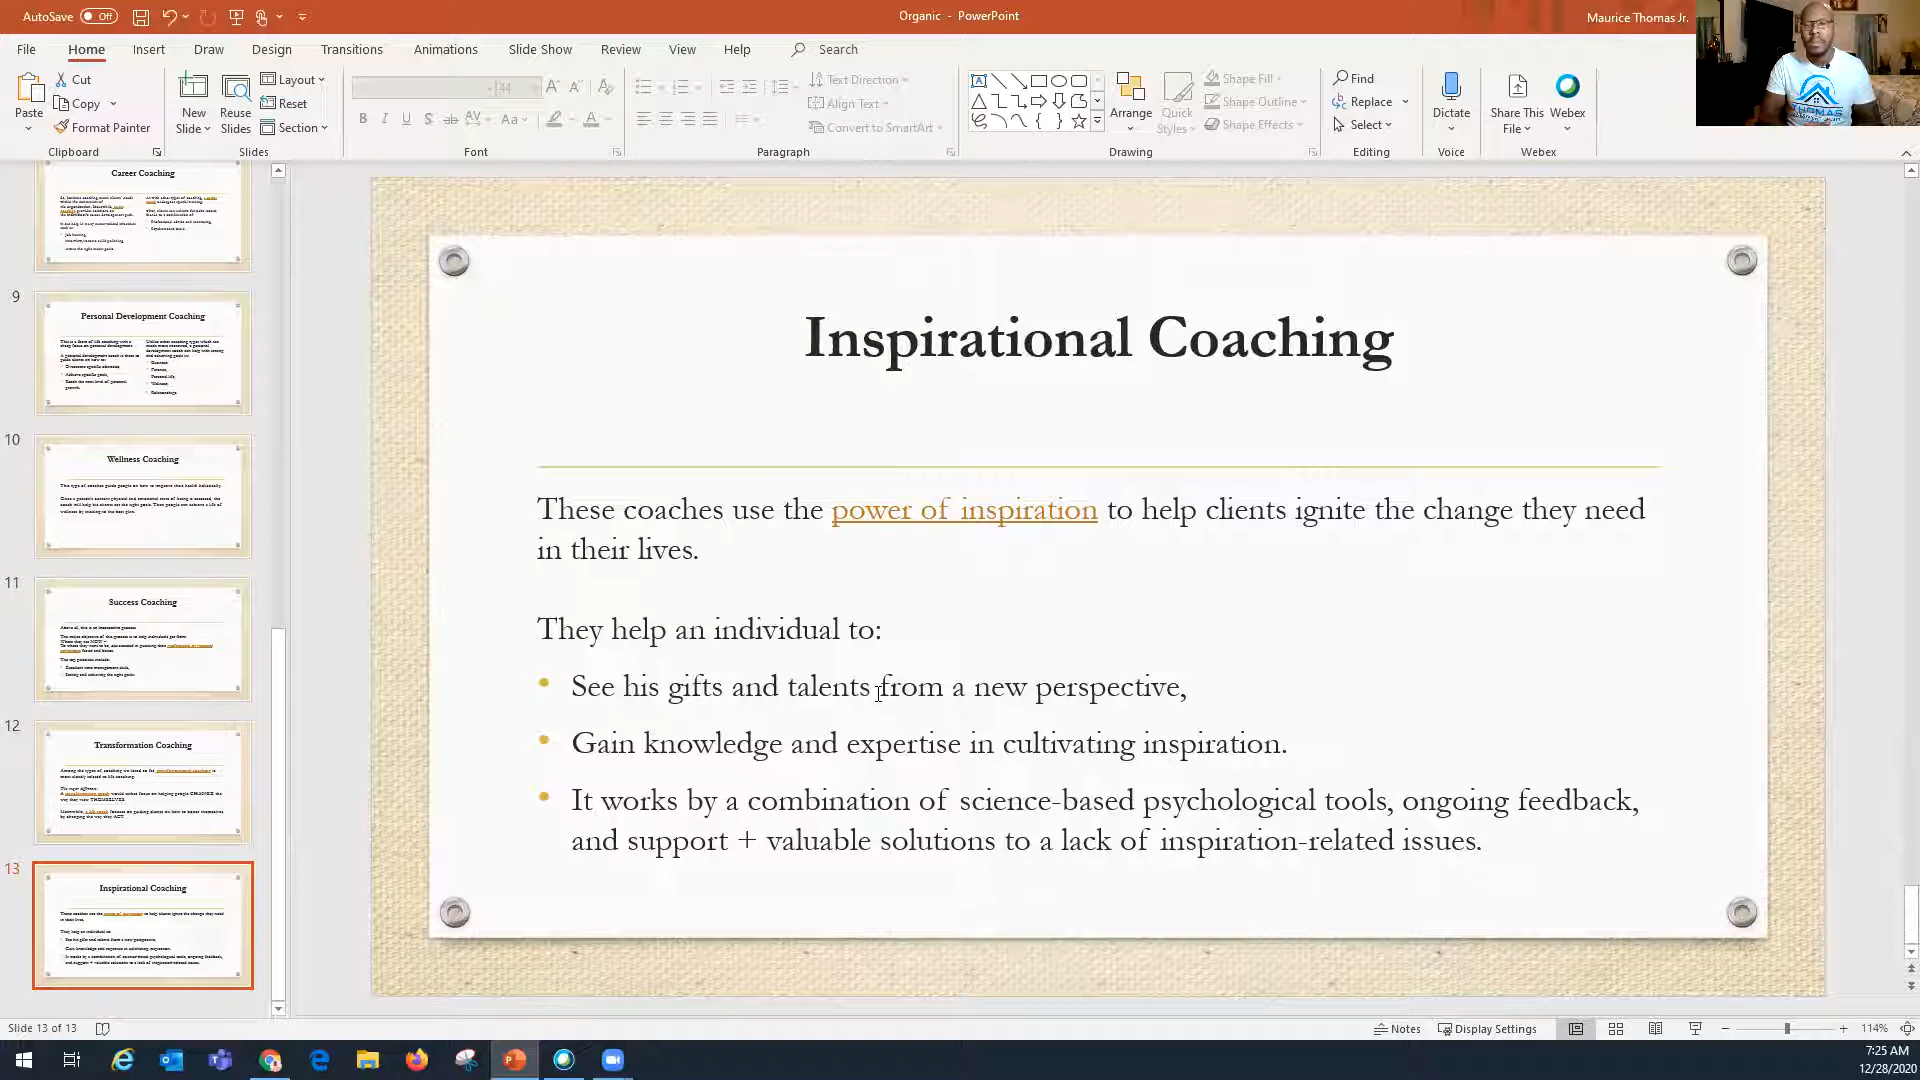 AutoSave Off
Organic - PowerPoint
Maurice Thomas Jr.
File Home Insert Draw Design Transitions Animations Slide Show Review View Help Search
Paste
Cut
Copy
Format Painter
Clipboard
New Slide
Reuse Slides
Layout
Reset
Section
Slides
44
Font
Text Direction
Align Text
Convert to SmartArt
Paragraph
Arrange
Quick Styles
Shape Fill
Shape Outline
Shape Effects
Drawing
Find
Replace
Select
Editing
Dictate
Voice
Share This File
Webex
Webex
THOMAS
Career Coaching
9
Personal Development Coaching
10
Wellness Coaching
11
Success Coaching
12
Transformation Coaching
13
Inspirational Coaching
Inspirational Coaching
These coaches use the power of inspiration to help clients ignite the change they need
in their lives.
They help an individual to:
• See his gifts and talents from a new perspective,
• Gain knowledge and expertise in cultivating inspiration.
• It works by a combination of science-based psychological tools, ongoing feedback,
and support + valuable solutions to a lack of inspiration-related issues.
Slide 13 of 13
Notes
Display Settings
114%
7:25 AM
12/28/2020